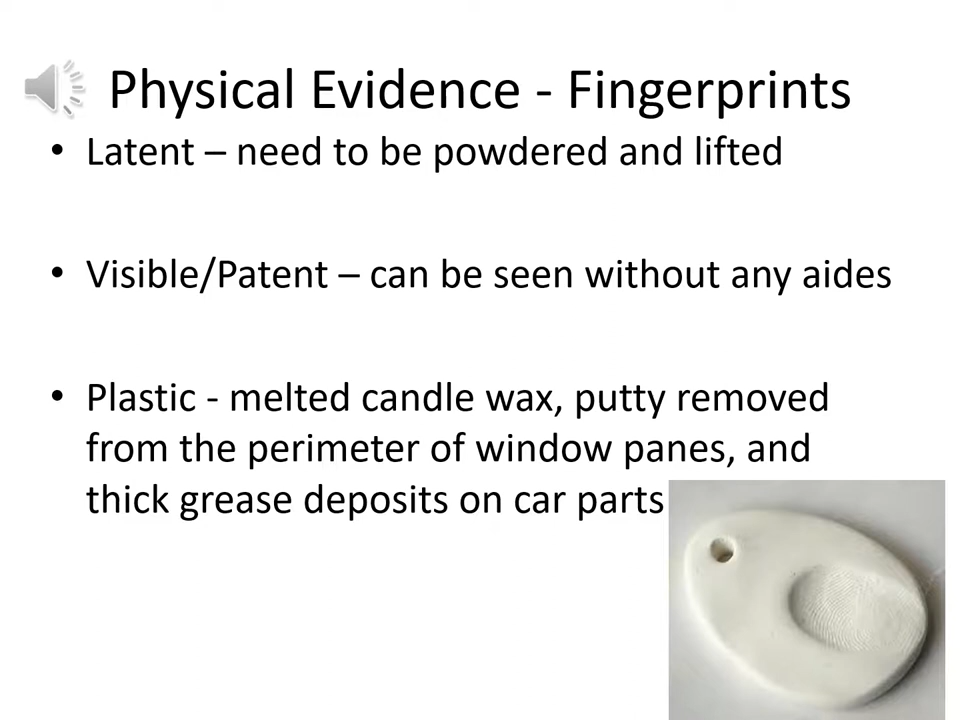 Physical Evidence - Fingerprints
• Latent – need to be powdered and lifted
• Visible/Patent – can be seen without any aides
• Plastic - melted candle wax, putty removed
from the perimeter of window panes, and
thick grease deposits on car parts